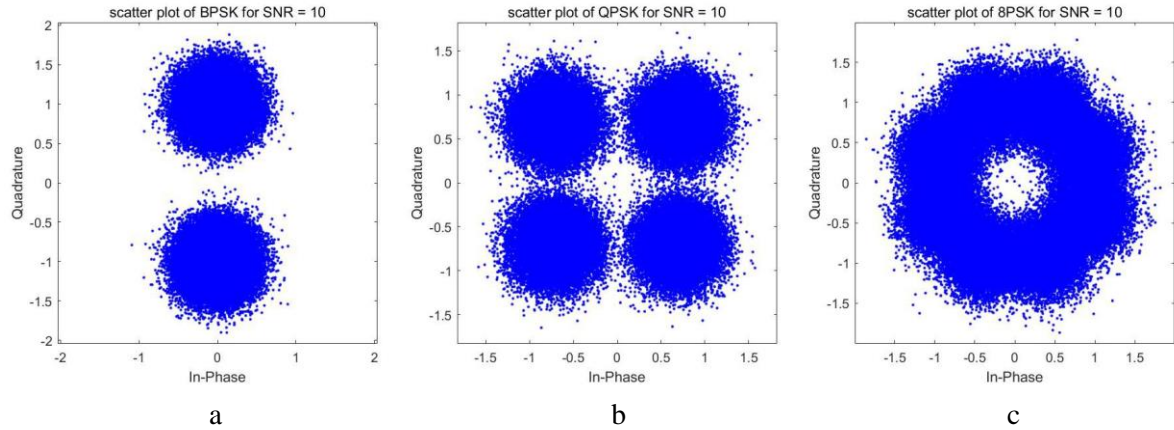 scatter plot of BPSK for SNR = 10
2
1.5
1
0.5
0
-0.5
-1
-1.5
-2
Quadrature
-2 -1 0 1 2
In-Phase
a
scatter plot of QPSK for SNR = 10
1.5
1
0.5
0
-0.5
-1
-1.5
Quadrature
-1.5 -1 -0.5 0 0.5 1 1.5
In-Phase
b
scatter plot of 8PSK for SNR = 10
1.5
1
0.5
0
-0.5
-1
-1.5
Quadrature
-1.5 -1 -0.5 0 0.5 1 1.5
In-Phase
c